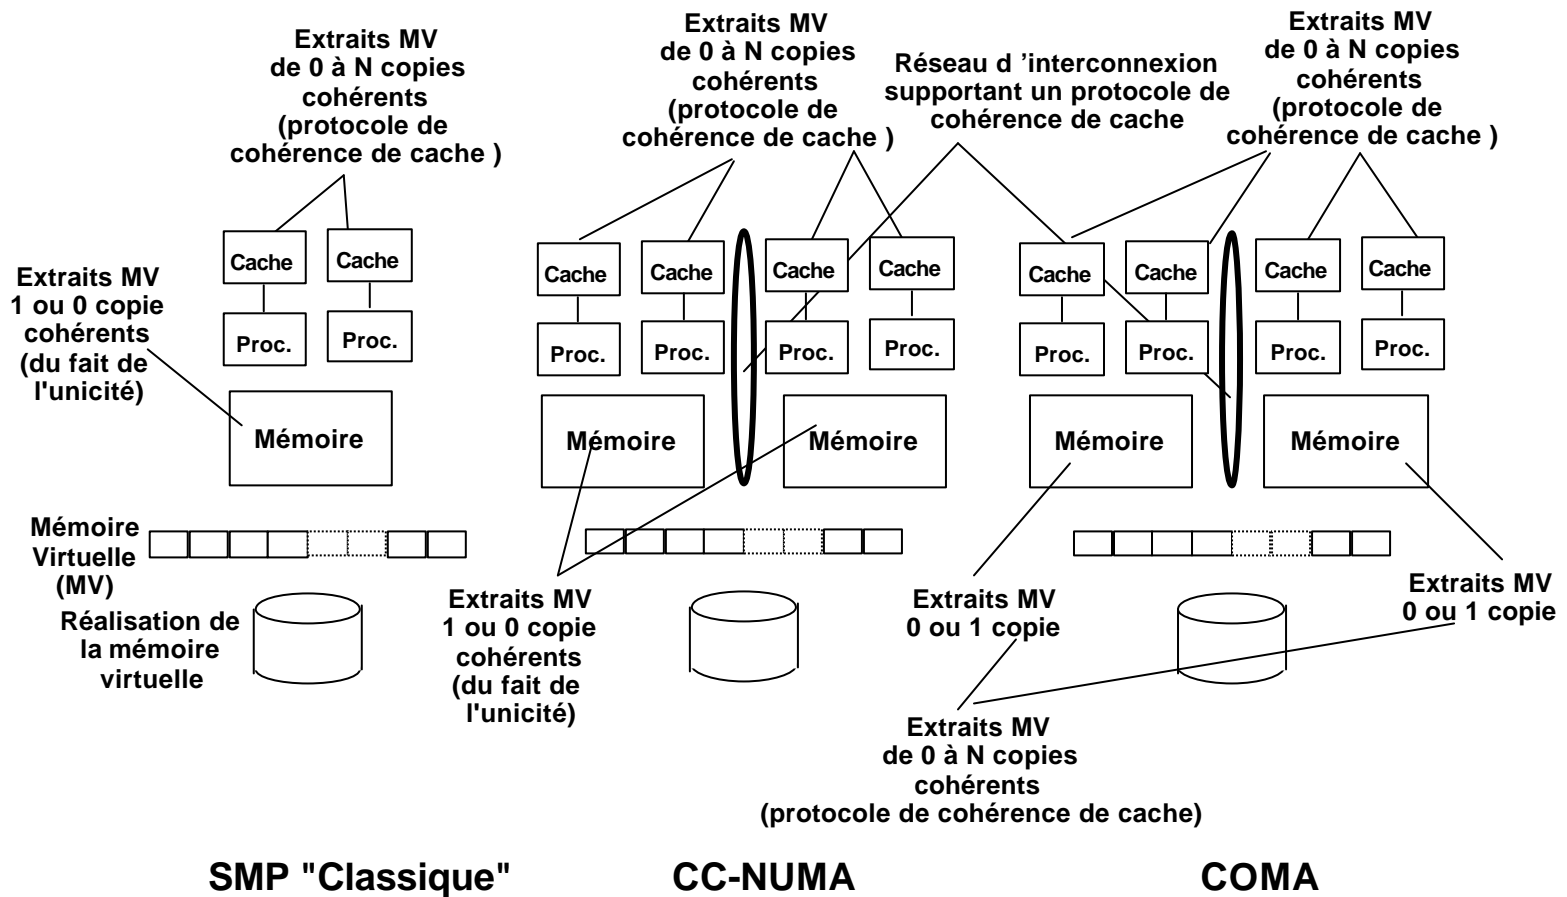 Extraits MV
de 0 à N copies
cohérents
(protocole de
cohérence de cache )
Extraits MV
de 0 à N copies
cohérents
(protocole de
cohérence de cache )
Réseau d ’interconnexion
supportant un protocole de
cohérence de cache
Extraits MV
de 0 à N copies
cohérents
(protocole de
cohérence de cache )
Extraits MV
1 ou 0 copie
cohérents
(du fait de
l'unicité)
Cache
Cache
Proc.
Proc.
Mémoire
Cache
Cache
Cache
Cache
Proc.
Proc.
Proc.
Proc.
Mémoire
Mémoire
Cache
Cache
Cache
Cache
Proc.
Proc.
Proc.
Proc.
Mémoire
Mémoire
Mémoire
Virtuelle
(MV)
Réalisation de
la mémoire
virtuelle
Extraits MV
1 ou 0 copie
cohérents
(du fait de
l'unicité)
Extraits MV
0 ou 1 copie
Extraits MV
0 ou 1 copie
Extraits MV
de 0 à N copies
cohérents
(protocole de cohérence de cache)
SMP "Classique"
CC-NUMA
COMA